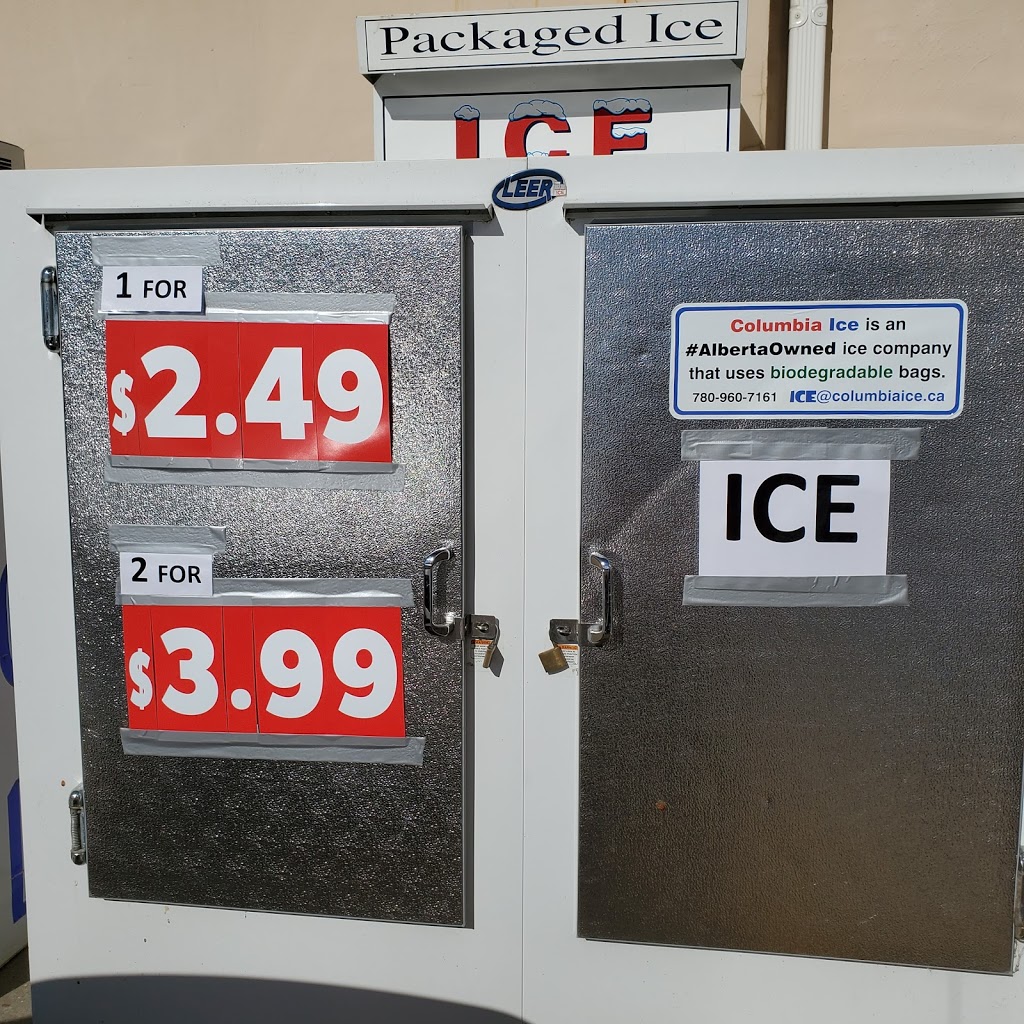 Packaged Ice
ICE
LEER
1 FOR
$2.49
2 FOR
$3.99
Columbia Ice is an
#AlbertaOwned ice company
that uses biodegradable bags.
780-960-7161 ICE@columbiaice.ca
ICE